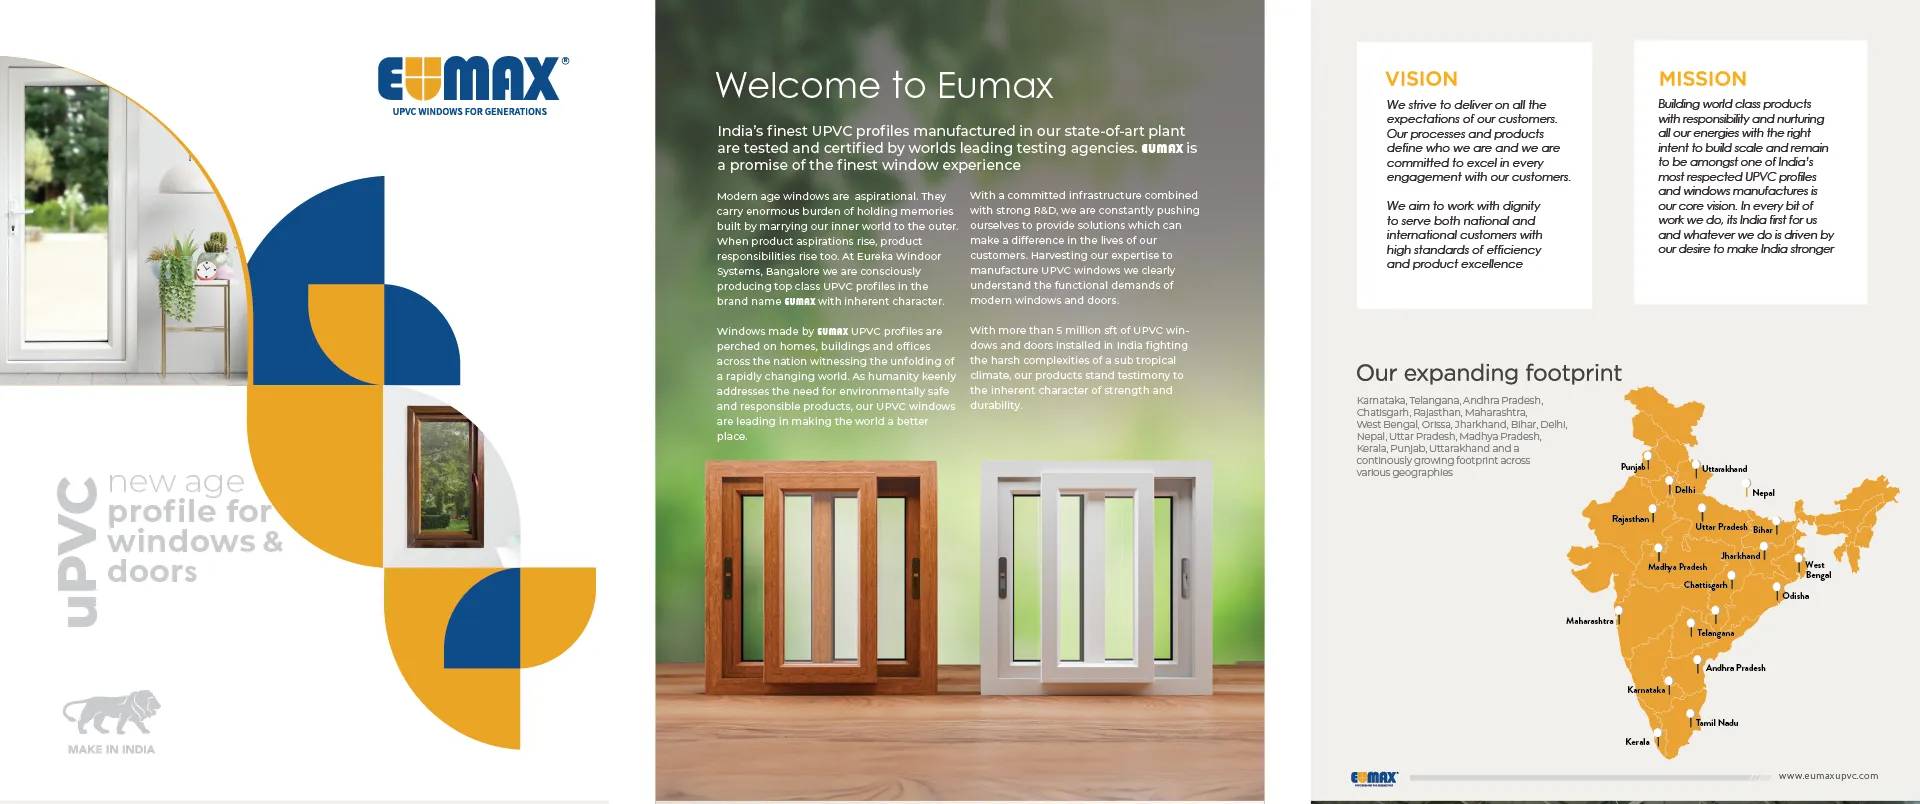 EUMAX®
UPVC WINDOWS FOR GENERATIONS
uPVC
new age
profile for
windows &
doors
MAKE IN INDIA
Welcome to Eumax
India's finest UPVC profiles manufactured in our state-of-art plant
are tested and certified by worlds leading testing agencies. EUMAX is
a promise of the finest window experience
Modern age windows are aspirational. They
carry enormous burden of holding memories
built by marrying our inner world to the outer.
When product aspirations rise, product
responsibilities rise too. At Eureka Windoor
Systems, Bangalore we are consciously
producing top class UPVC profiles in the
brand name EUMAX with inherent character.
Windows made by EUMAX UPVC profiles are
perched on homes, buildings and offices
across the nation witnessing the unfolding of
a rapidly changing world. As humanity keenly
addresses the need for environmentally safe
and responsible products, our UPVC windows
are leading in making the world a better
place.
With a committed infrastructure combined
with strong R&D, we are constantly pushing
ourselves to provide solutions which can
make a difference in the lives of our
customers. Harvesting our expertise to
manufacture UPVC windows we clearly
understand the functional demands of
modern windows and doors.
With more than 5 million sft of UPVC win-
dows and doors installed in India fighting
the harsh complexities of a sub tropical
climate, our products stand testimony to
the inherent character of strength and
durability.
VISION
We strive to deliver on all the
expectations of our customers.
Our processes and products
define who we are and we are
committed to excel in every
engagement with our customers.
We aim to work with dignity
to serve both national and
international customers with
high standards of efficiency
and product excellence
MISSION
Building world class products
with responsibility and nurturing
all our energies with the right
intent to build scale and remain
to be amongst one of India's
most respected UPVC profiles
and windows manufactures is
our core vision. In every bit of
work we do, its India first for us
and whatever we do is driven by
our desire to make India stronger
Our expanding footprint
Karnataka, Telangana, Andhra Pradesh,
Chatisgarh, Rajasthan, Maharashtra,
West Bengal, Orissa, Jharkhand, Bihar, Delhi,
Nepal, Uttar Pradesh, Madhya Pradesh,
Kerala, Punjab, Uttarakhand and a
continously growing footprint across
various geographies
Punjab
Uttarakhand
Delhi
Nepal
Rajasthan
Uttar Pradesh
Bihar
Jharkhand
Madhya Pradesh
West
Bengal
Chattisgarh
Odisha
Maharashtra
Telangana
Andhra Pradesh
Karnataka
Tamil Nadu
Kerala
EUMAX
www.eumaxupvc.com